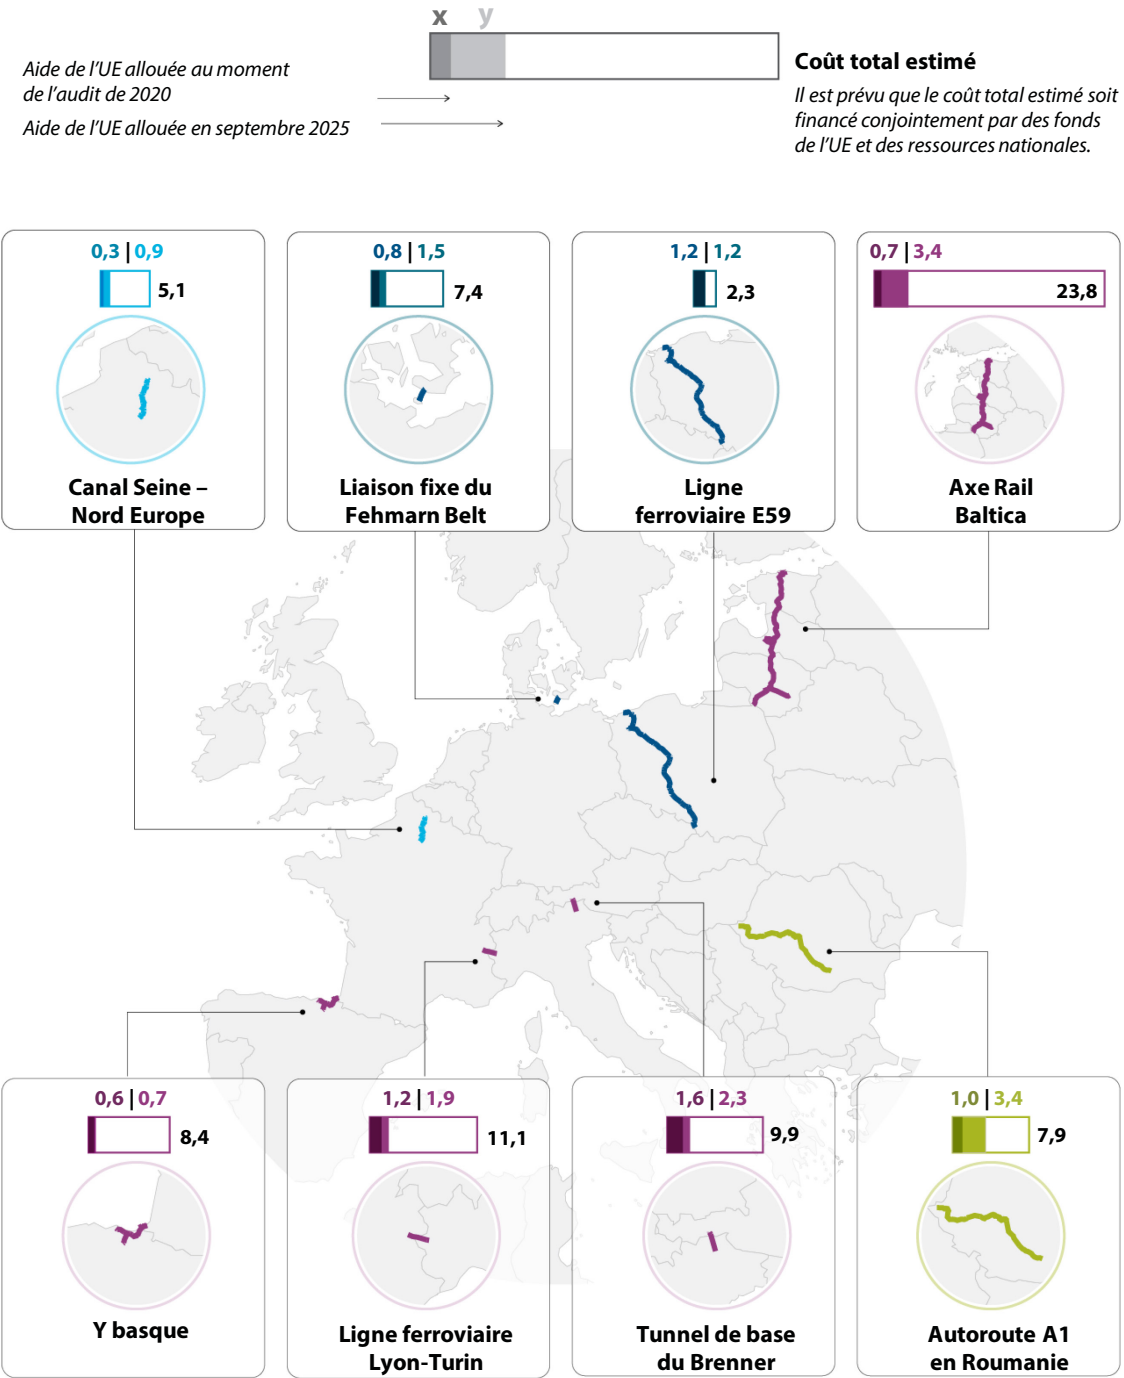 x y
Aide de l’UE allouée au moment
de l’audit de 2020
Aide de l’UE allouée en septembre 2025
Coût total estimé
Il est prévu que le coût total estimé soit
financé conjointement par des fonds
de l’UE et des ressources nationales.
0,3 | 0,9
5,1
Canal Seine –
Nord Europe
0,8 | 1,5
7,4
Liaison fixe du
Fehmarn Belt
1,2 | 1,2
2,3
Ligne
ferroviaire E59
0,7 | 3,4
23,8
Axe Rail
Baltica
0,6 | 0,7
8,4
Y basque
1,2 | 1,9
11,1
Ligne ferroviaire
Lyon-Turin
1,6 | 2,3
9,9
Tunnel de base
du Brenner
1,0 | 3,4
7,9
Autoroute A1
en Roumanie